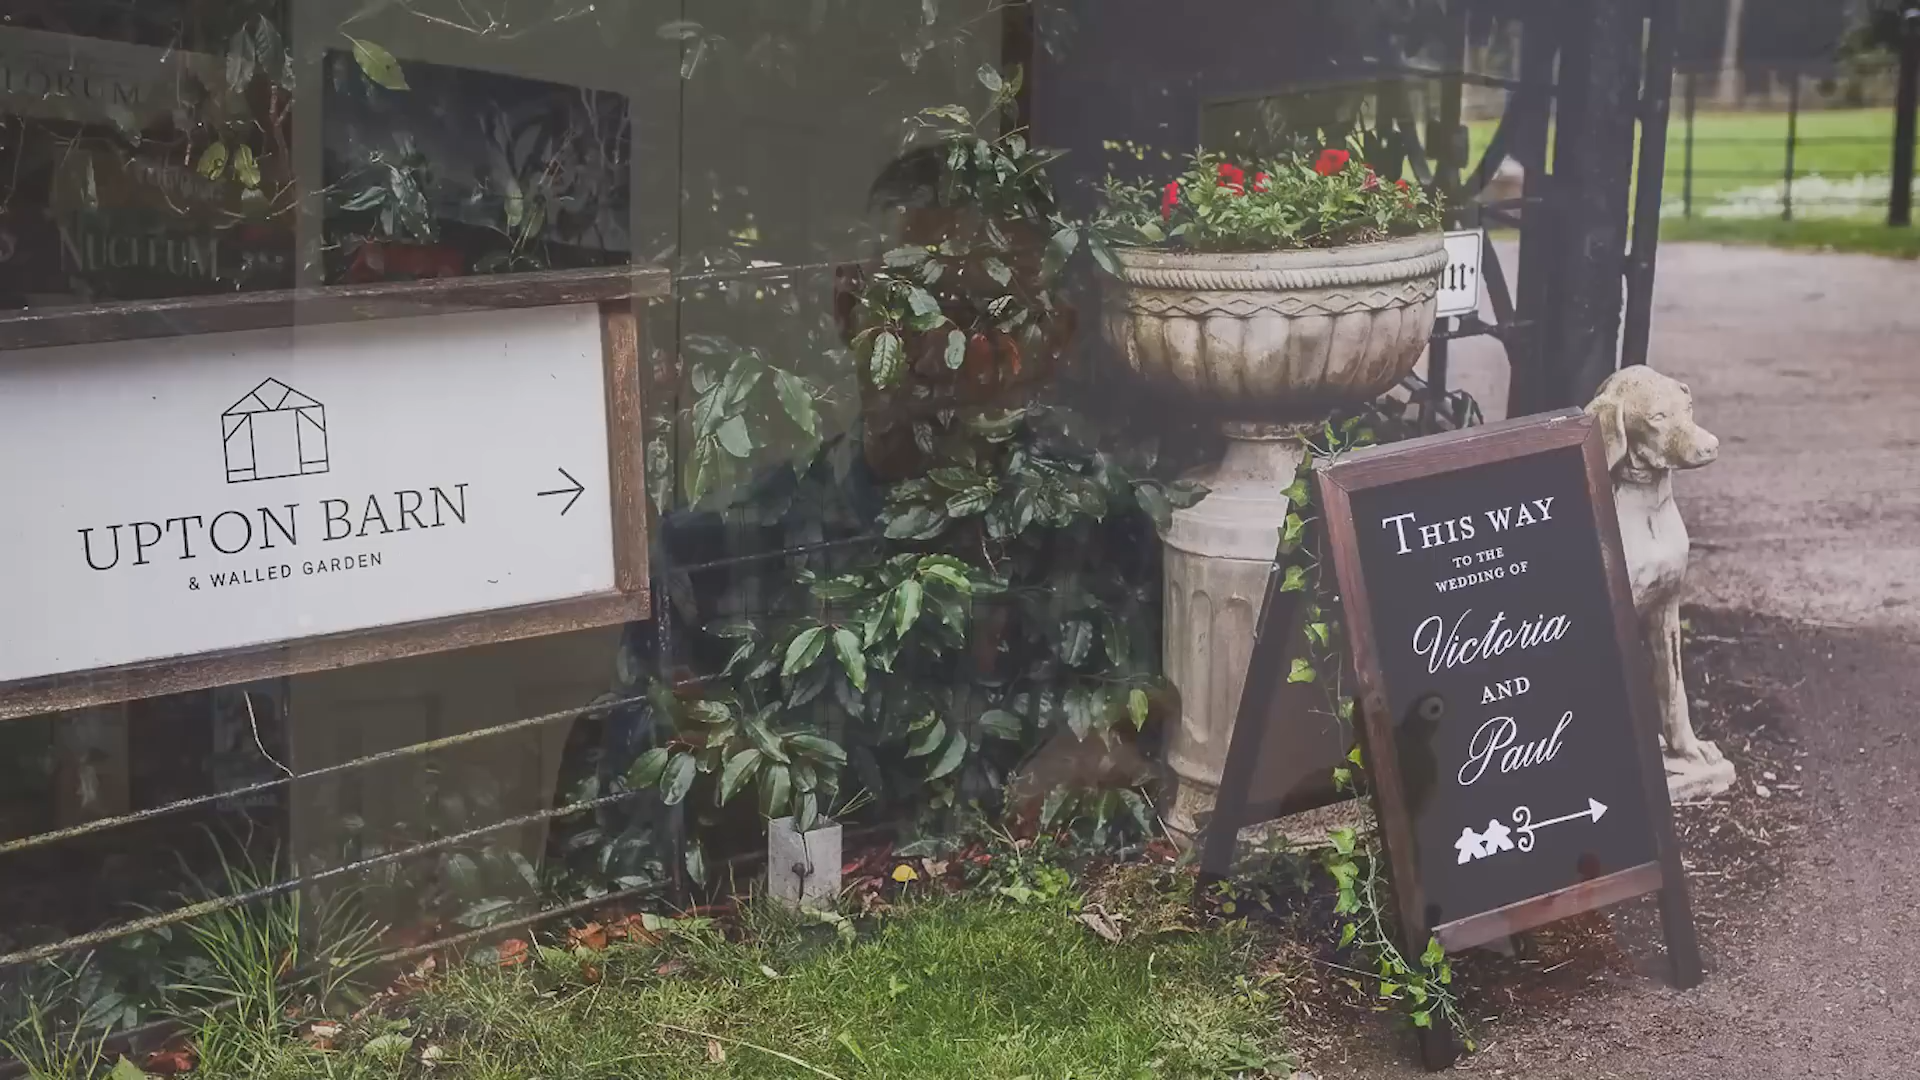 UPTON BARN
& WALLED GARDEN
THIS WAY
TO THE
WEDDING OF
Victoria
AND
Paul